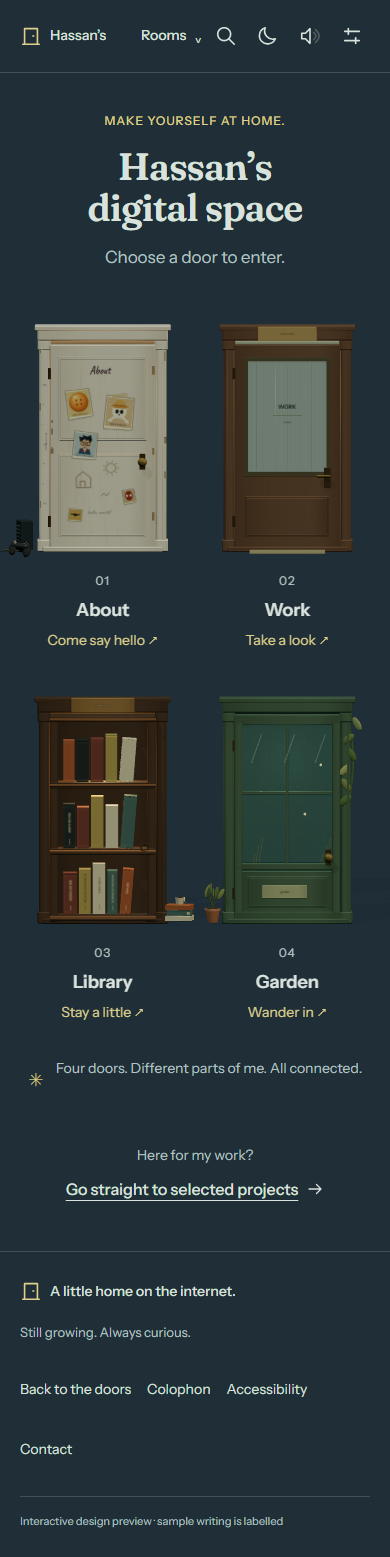 Hassan's
Rooms v
MAKE YOURSELF AT HOME.
Hassan's
digital space
Choose a door to enter.
About
hello world!
WORK
01
About
Come say hello ↗
02
Work
Take a look ↗
garden
03
Library
Stay a little ↗
04
Garden
Wander in ↗
Four doors. Different parts of me. All connected.
Here for my work?
Go straight to selected projects →
A little home on the internet.
Still growing. Always curious.
Back to the doors Colophon Accessibility
Contact
Interactive design preview · sample writing is labelled